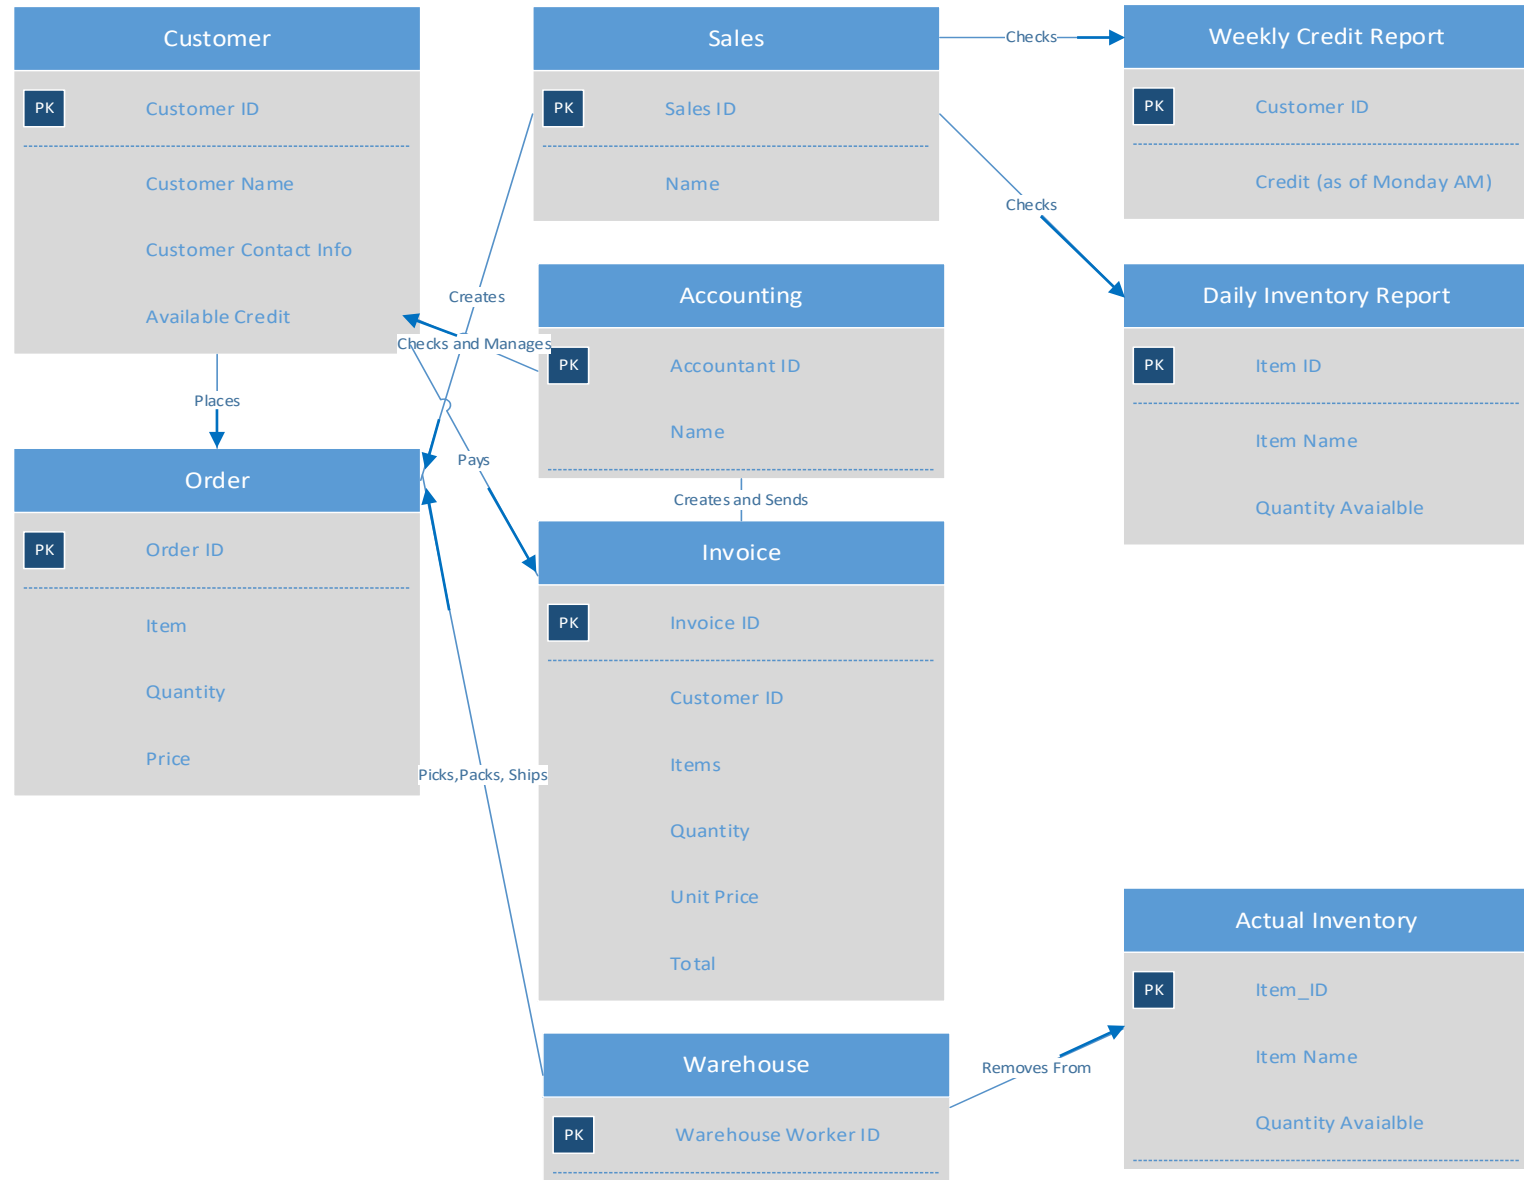 Customer
PK Customer ID
Customer Name
Customer Contact Info
Available Credit
Sales
PK Sales ID
Name
Checks
Weekly Credit Report
PK Customer ID
Credit (as of Monday AM)
Checks
Creates
Checks and Manages
Places
Pays
Accounting
PK Accountant ID
Name
Creates and Sends
Daily Inventory Report
PK Item ID
Item Name
Quantity Avaialble
Order
PK Order ID
Item
Quantity
Price
Picks,Packs, Ships
Invoice
PK Invoice ID
Customer ID
Items
Quantity
Unit Price
Total
Warehouse
PK Warehouse Worker ID
Removes From
Actual Inventory
PK Item_ID
Item Name
Quantity Avaialble